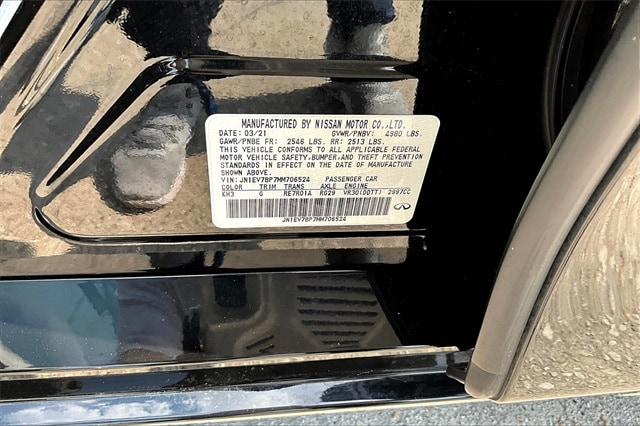 MANUFACTURED BY NISSAN MOTOR CO.,LTD.
DATE: 03/21 GVWR/PNBV: 4980 LBS.
GAWR/PNBE FR: 2546 LBS. RR: 2513 LBS.
THIS VEHICLE CONFORMS TO ALL APPLICABLE FEDERAL
MOTOR VEHICLE SAFETY,BUMPER,AND THEFT PREVENTION
STANDARDS IN EFFECT ON THE DATE OF MANUFACTURE
SHOWN ABOVE.
VIN: JN1EV7BP7MM706524 PASSENGER CAR
COLOR TRIM TRANS AXLE ENGINE
KH3 G RE7R01A RG29 VR30(DDTT) 2997CC
JN1EV7BP7MM706524